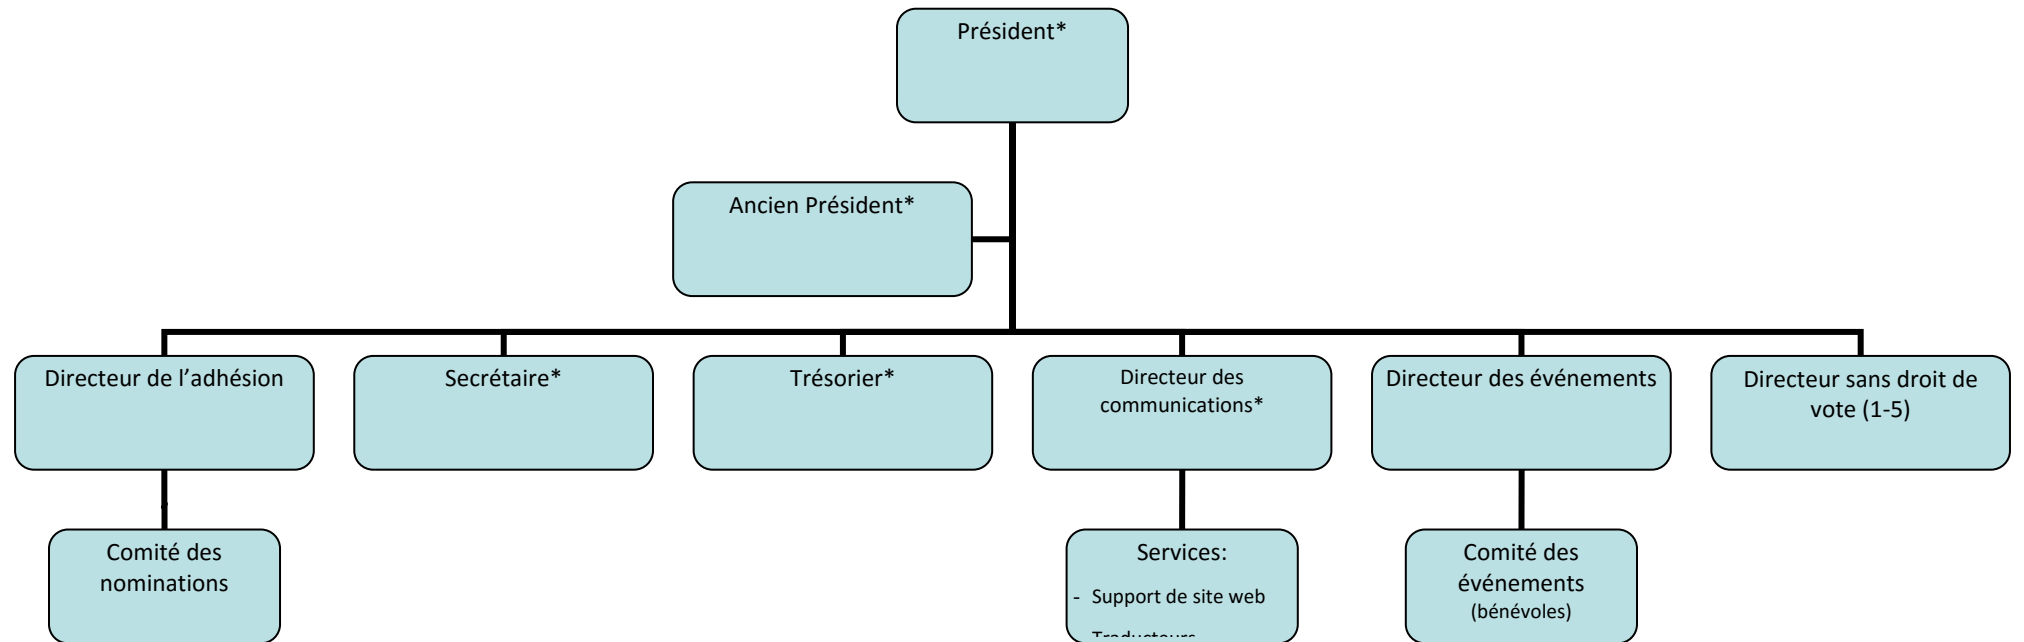 Président*
Ancien Président*
Directeur de l’adhésion
Secrétaire*
Trésorier*
Directeur des
communications*
Directeur des événements
Directeur sans droit de
vote (1-5)
Comité des
nominations
Services:
- Support de site web
Traducteurs
Comité des
événements
(bénévoles)